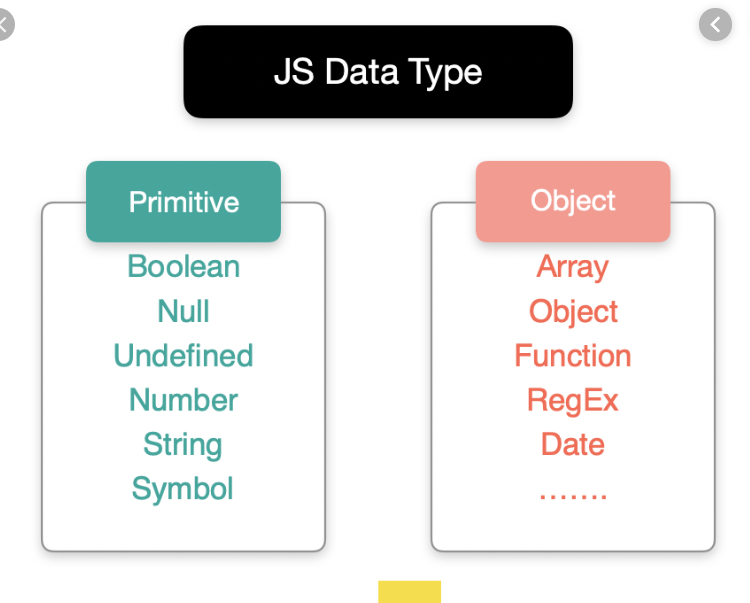 JS Data Type
Primitive
Boolean
Null
Undefined
Number
String
Symbol
Object
Array
Object
Function
RegEx
Date
.......